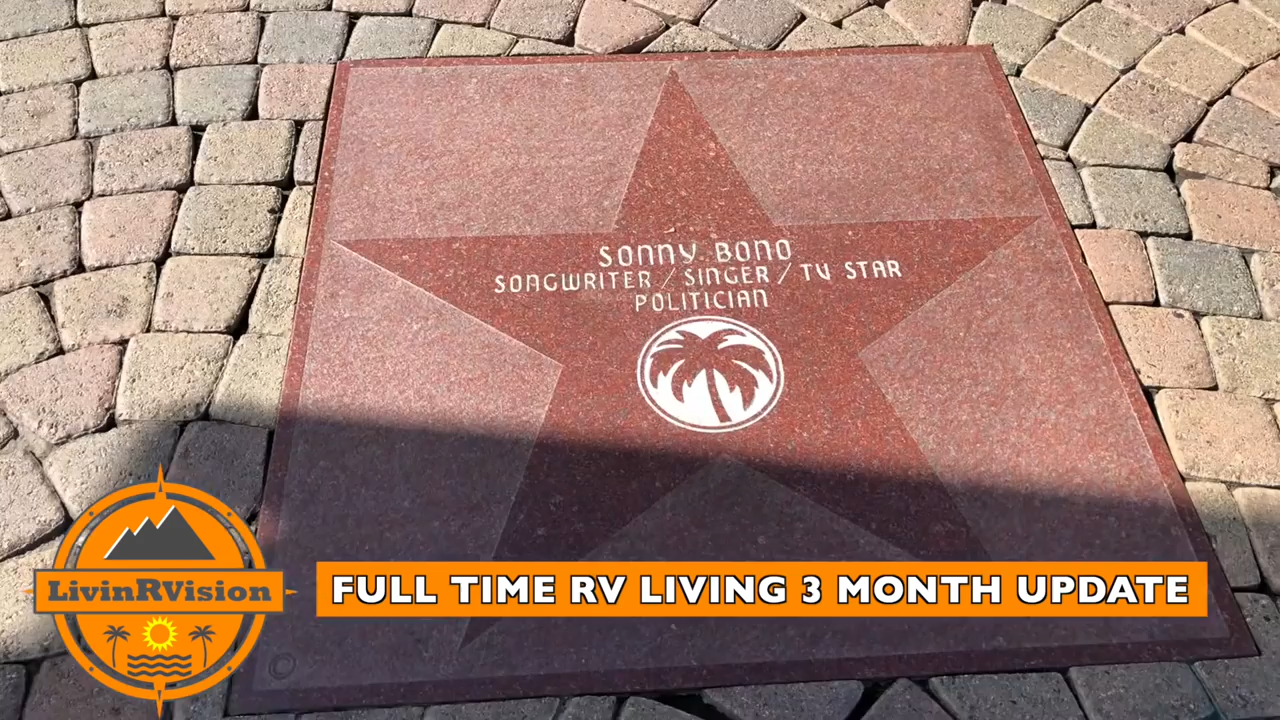 SONNY BONO
SONGWRITER / SINGER / TV STAR
POLITICIAN
LivinRVision
FULL TIME RV LIVING 3 MONTH UPDATE